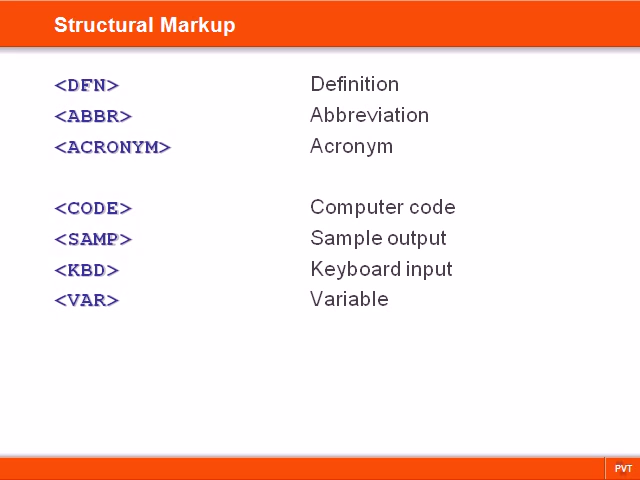 Structural Markup
<DFN> Definition
<ABBR> Abbreviation
<ACRONYM> Acronym
<CODE> Computer code
<SAMP> Sample output
<KBD> Keyboard input
<VAR> Variable
PVT